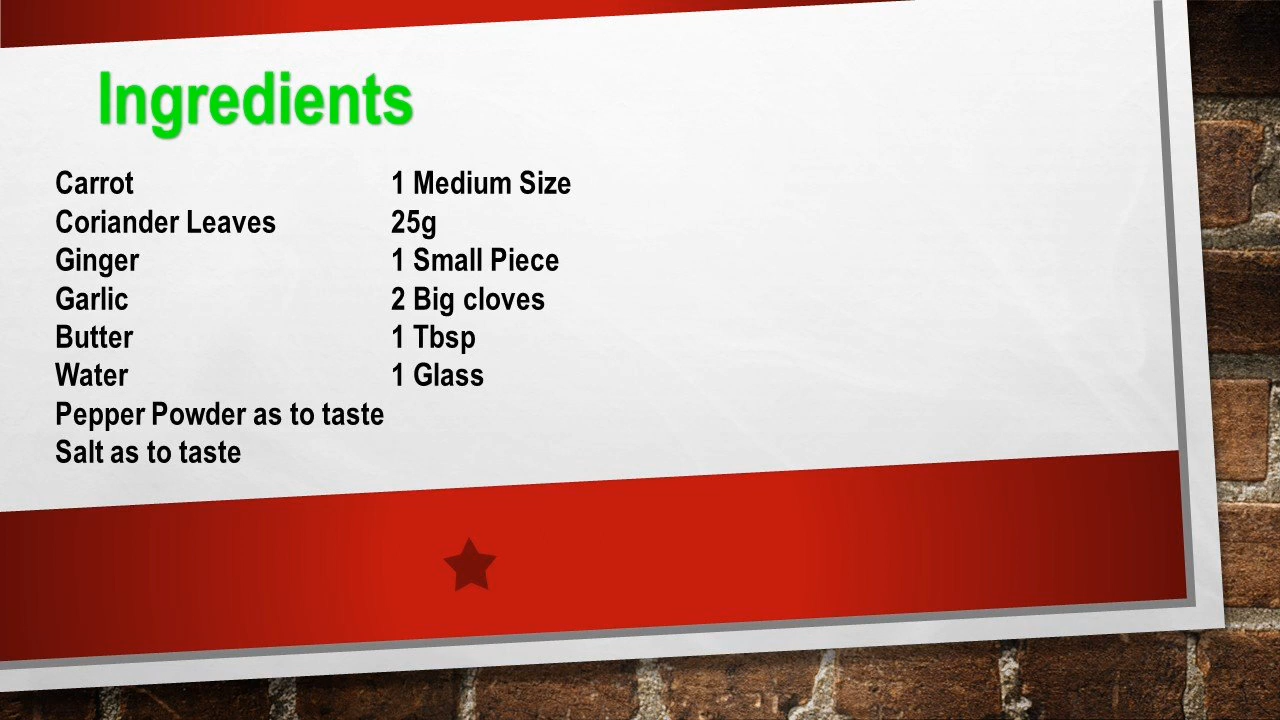 Ingredients
Carrot 1 Medium Size
Coriander Leaves 25g
Ginger 1 Small Piece
Garlic 2 Big cloves
Butter 1 Tbsp
Water 1 Glass
Pepper Powder as to taste
Salt as to taste